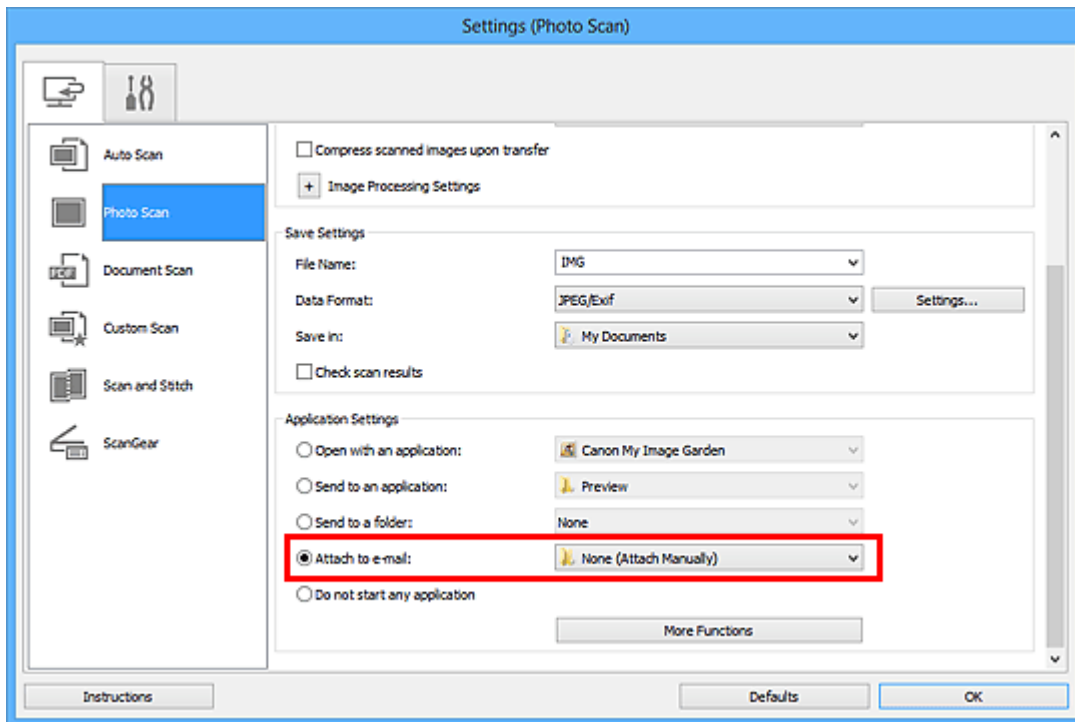 Settings (Photo Scan)
Auto Scan
Photo Scan
Document Scan
Custom Scan
Scan and Stitch
ScanGear
Compress scanned images upon transfer
+ Image Processing Settings
Save Settings
File Name: IMG
Data Format: JPEG/Exif Settings...
Save in: My Documents
Check scan results
Application Settings
Open with an application: Canon My Image Garden
Send to an application: Preview
Send to a folder: None
Attach to e-mail: None (Attach Manually)
Do not start any application
More Functions
Instructions Defaults OK